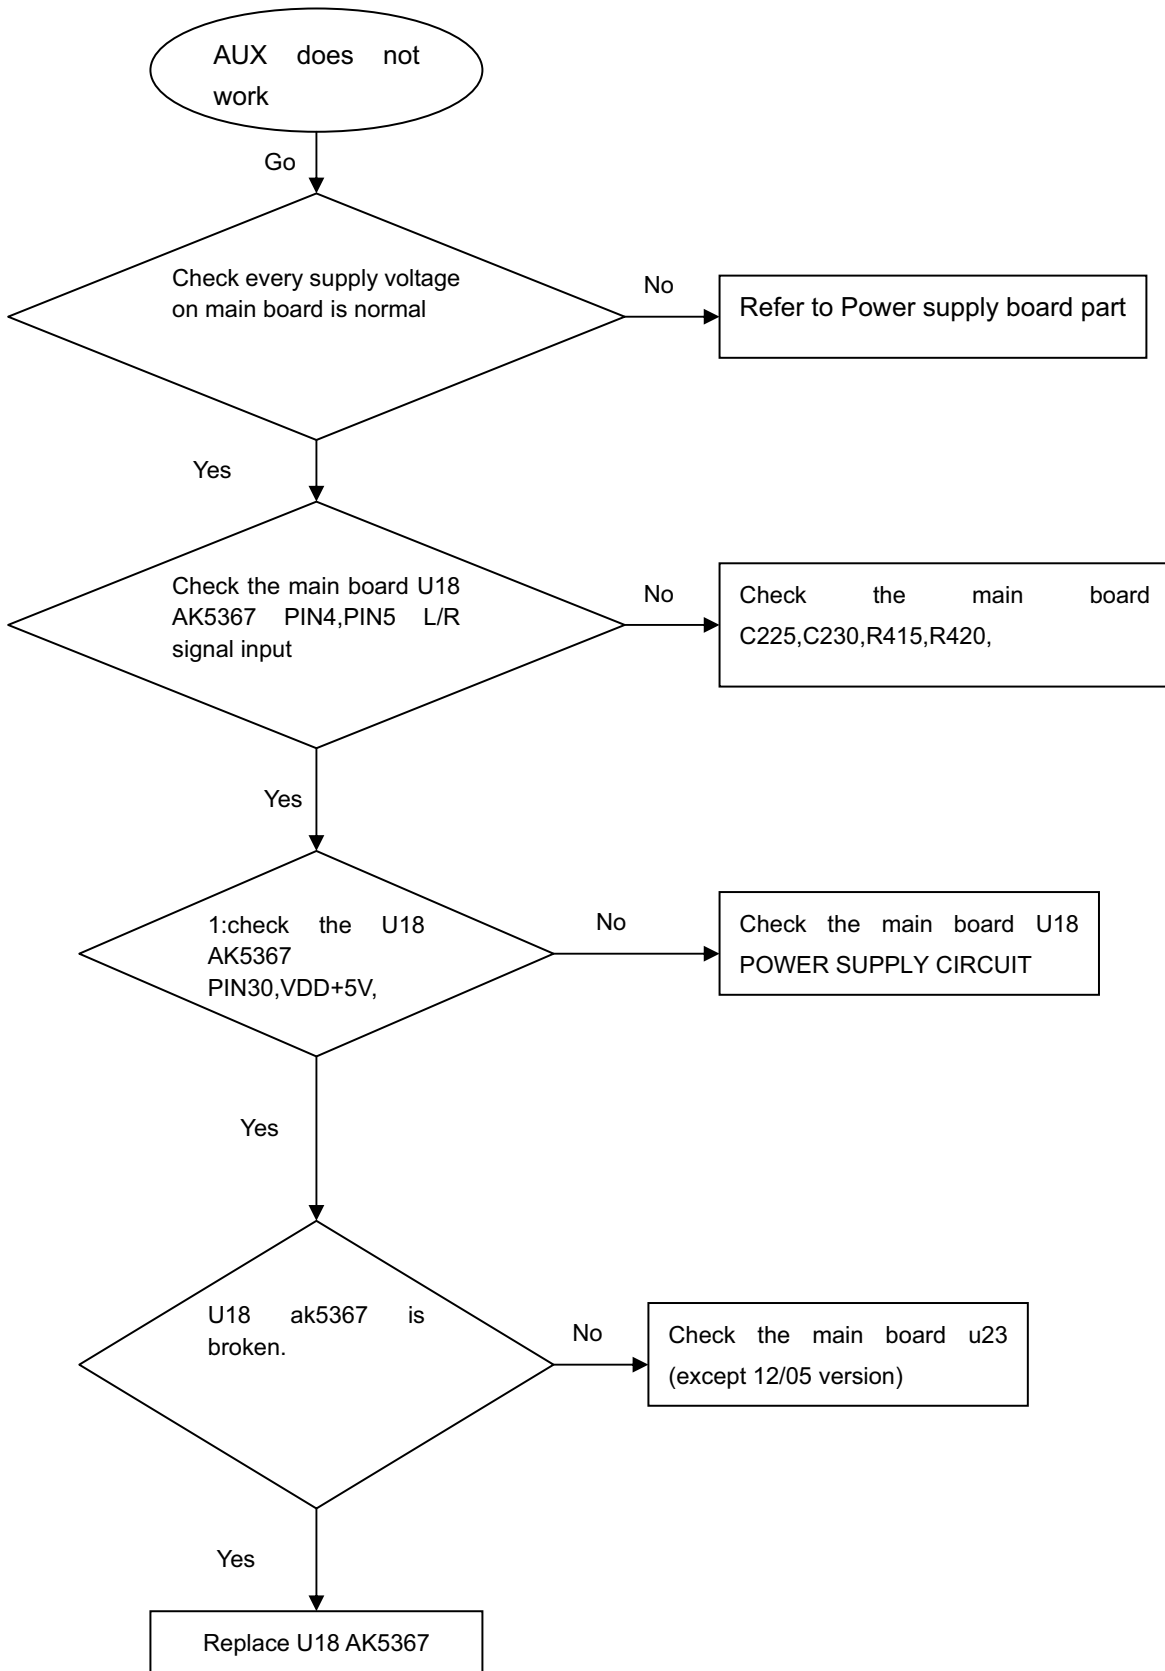 AUX does not
work
Go
Check every supply voltage
on main board is normal
No
Refer to Power supply board part
Yes
Check the main board U18
AK5367 PIN4,PIN5 L/R
signal input
No
Check the main board
C225,C230,R415,R420,
Yes
1:check the U18
AK5367
PIN30,VDD+5V,
No
Check the main board U18
POWER SUPPLY CIRCUIT
Yes
U18 ak5367 is
broken.
No
Check the main board u23
(except 12/05 version)
Yes
Replace U18 AK5367